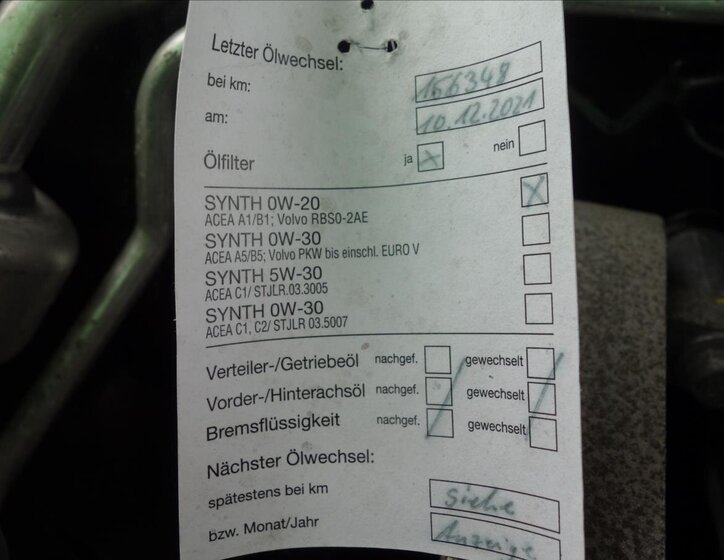 Letzter Ölwechsel:
bei km: 166348
am: 10.12.2021
Ölfilter ja X nein
SYNTH 0W-20 X
ACEA A1/B1; Volvo RBS0-2AE
SYNTH 0W-30
ACEA A5/B5; Volvo PKW bis einschl. EURO V
SYNTH 5W-30
ACEA C1/ STJLR.03.3005
SYNTH 0W-30
ACEA C1, C2/ STJLR 03.5007
Verteiler-/Getriebeöl nachgef. gewechselt
Vorder-/Hinterachsöl nachgef. gewechselt
Bremsflüssigkeit nachgef. gewechselt
Nächster Ölwechsel:
spätestens bei km siehe
bzw. Monat/Jahr Anzeige